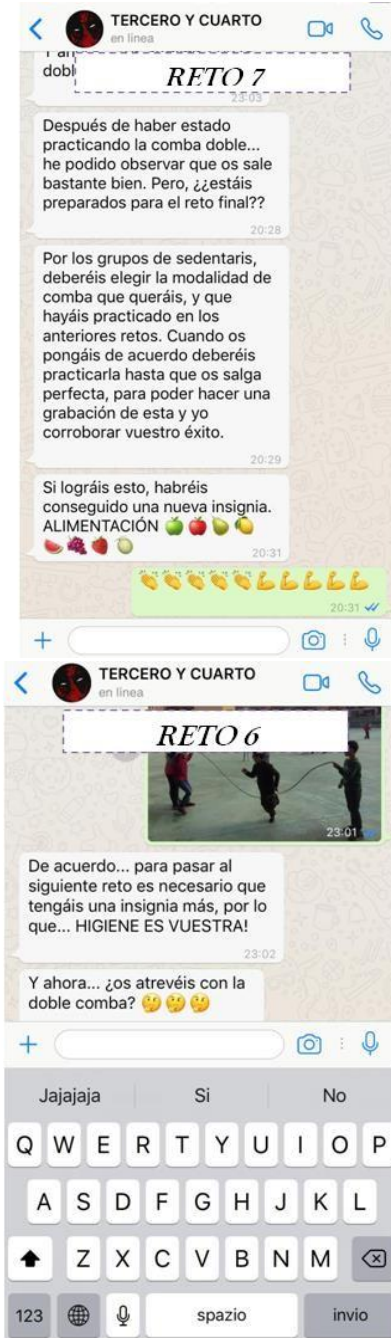 TERCERO Y CUARTO
en línea
RETO 7
23:03
Después de haber estado
practicando la comba doble...
he podido observar que os sale
bastante bien. Pero, ¿¿estáis
preparados para el reto final??
20:28
Por los grupos de sedentaris,
deberéis elegir la modalidad de
comba que queráis, y que
hayáis practicado en los
anteriores retos. Cuando os
pongáis de acuerdo deberéis
practicarla hasta que os salga
perfecta, para poder hacer una
grabación de esta y yo
corroborar vuestro éxito.
20:29
Si lográis esto, habréis
conseguido una nueva insignia.
ALIMENTACIÓN 🍏🍎🍐🍋
🍉🍇🍓🍈
20:31
👏👏👏👏👏💪💪💪💪💪
20:31
TERCERO Y CUARTO
en línea
RETO 6
23:01
De acuerdo... para pasar al
siguiente reto es necesario que
tengáis una insignia más, por lo
que... HIGIENE ES VUESTRA!
23:02
Y ahora... ¿os atrevéis con la
doble comba? 🤔🤔🤔
Jajajaja Si No
Q W E R T Y U I O P
A S D F G H J K L
Z X C V B N M
123 spazio invio